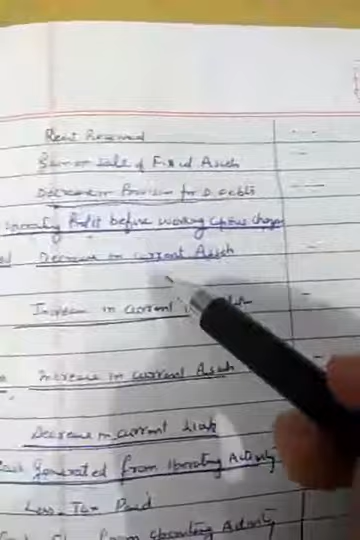 Rent Received
Gain on sale of Fixed Assets
Decrease in Provision for D. debts
Operating Profit before working capital changes
Decrease in current Assets
Increase in current
Increase in current Assets
Decrease in current Liab
Cash Generated from Operating Activity
Less - Tax Paid
from operating Activity